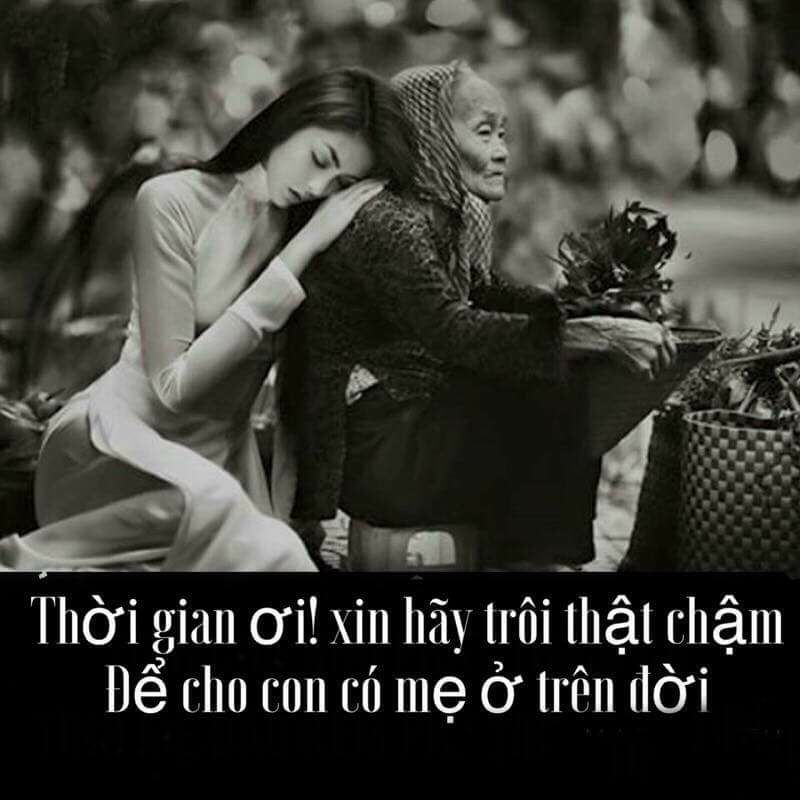 Thời gian ơi! xin hãy trôi thật chậm
Để cho con có mẹ ở trên đời